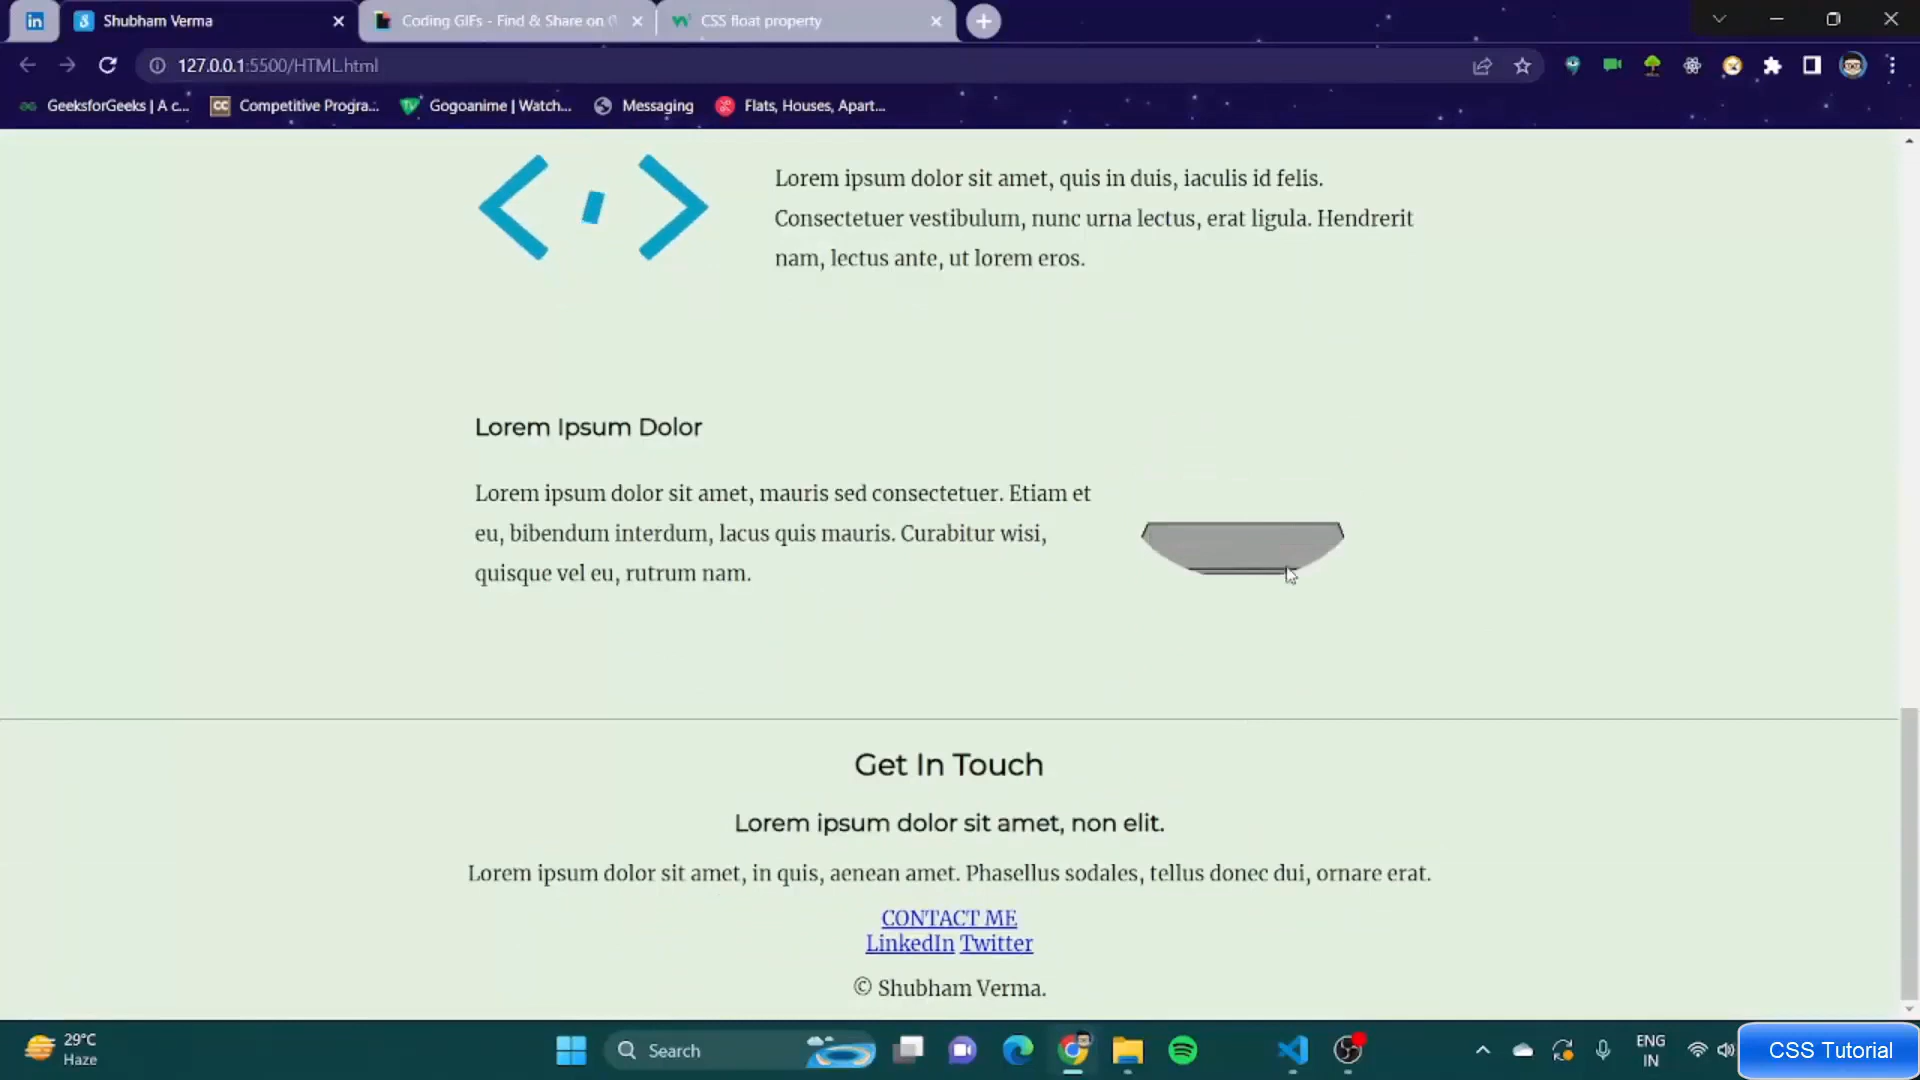 Shubham Verma
Coding GIFs - Find & Share on
CSS float property
127.0.0.1:5500/HTML.html
GeeksforGeeks | A c...
Competitive Progra...
Gogoanime | Watch...
Messaging
Flats, Houses, Apart...
Lorem ipsum dolor sit amet, quis in duis, iaculis id felis.
Consectetuer vestibulum, nunc urna lectus, erat ligula. Hendrerit
nam, lectus ante, ut lorem eros.
Lorem Ipsum Dolor
Lorem ipsum dolor sit amet, mauris sed consectetuer. Etiam et
eu, bibendum interdum, lacus quis mauris. Curabitur wisi,
quisque vel eu, rutrum nam.
Get In Touch
Lorem ipsum dolor sit amet, non elit.
Lorem ipsum dolor sit amet, in quis, aenean amet. Phasellus sodales, tellus donec dui, ornare erat.
CONTACT ME
LinkedIn Twitter
© Shubham Verma.
29°C
Haze
Search
ENG
IN
CSS Tutorial